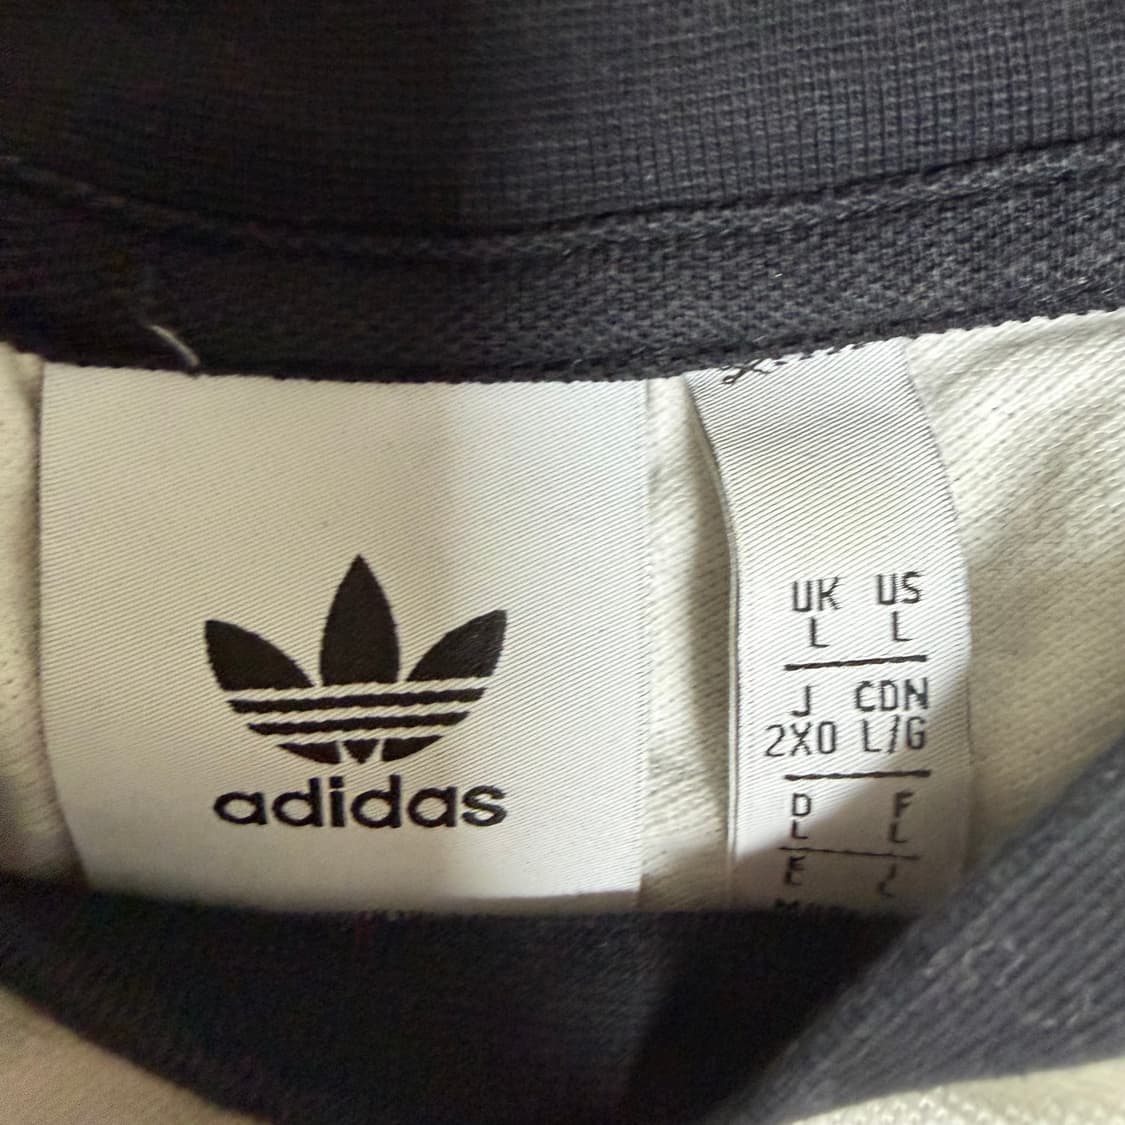 adidas
UK US
L L
J CDN
2XO L/G
D F
L L
E